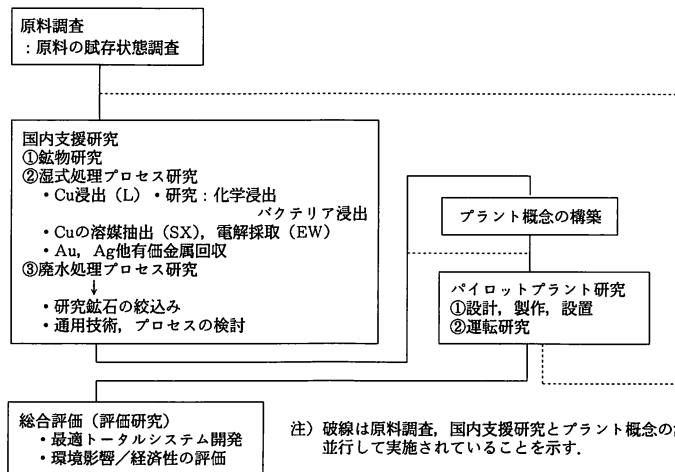 原料調査
：原料の賦存状態調査
国内支援研究
①鉱物研究
②湿式処理プロセス研究
・Cu浸出（L）・研究：化学浸出
バクテリア浸出
・Cuの溶媒抽出（SX），電解採取（EW）
・Au，Ag他有価金属回収
③廃水処理プロセス研究
↓
・研究鉱石の絞込み
・通用技術，プロセスの検討
プラント概念の構築
パイロットプラント研究
①設計，製作，設置
②運転研究
総合評価（評価研究）
・最適トータルシステム開発
・環境影響／経済性の評価
注）破線は原料調査，国内支援研究とプラント概念の
並行して実施されていることを示す．